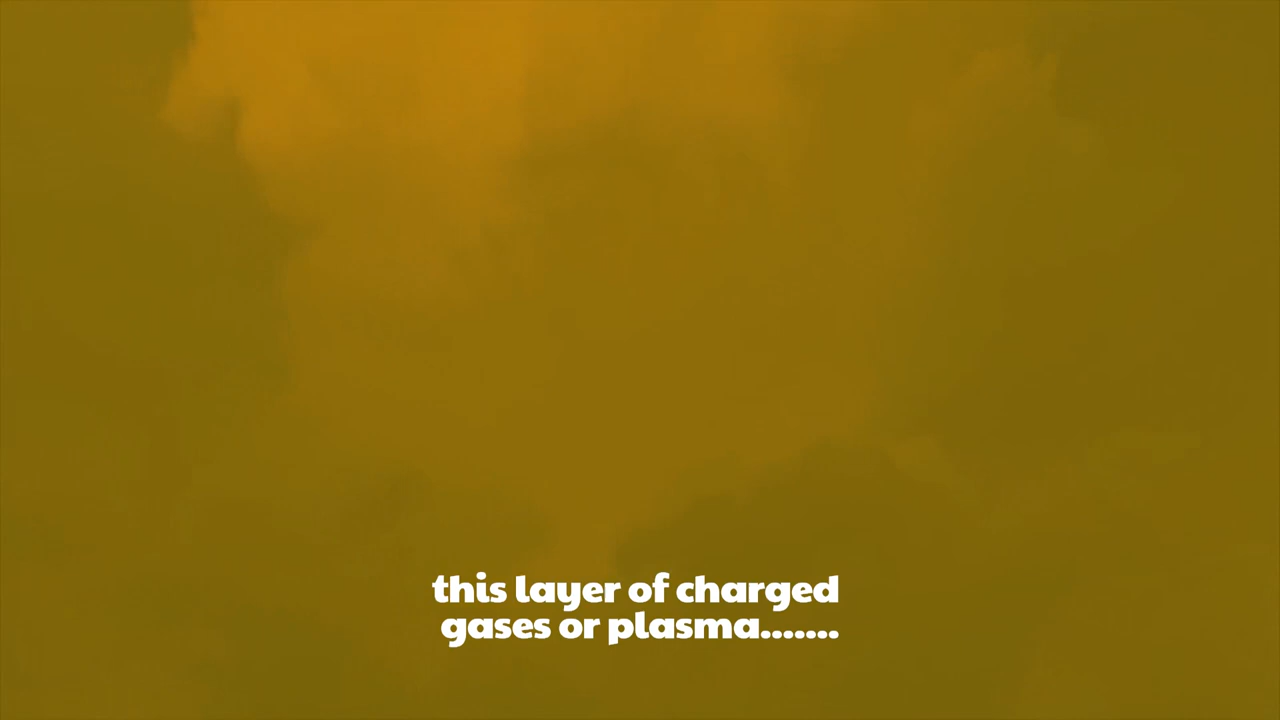 this layer of charged
gases or plasma.......